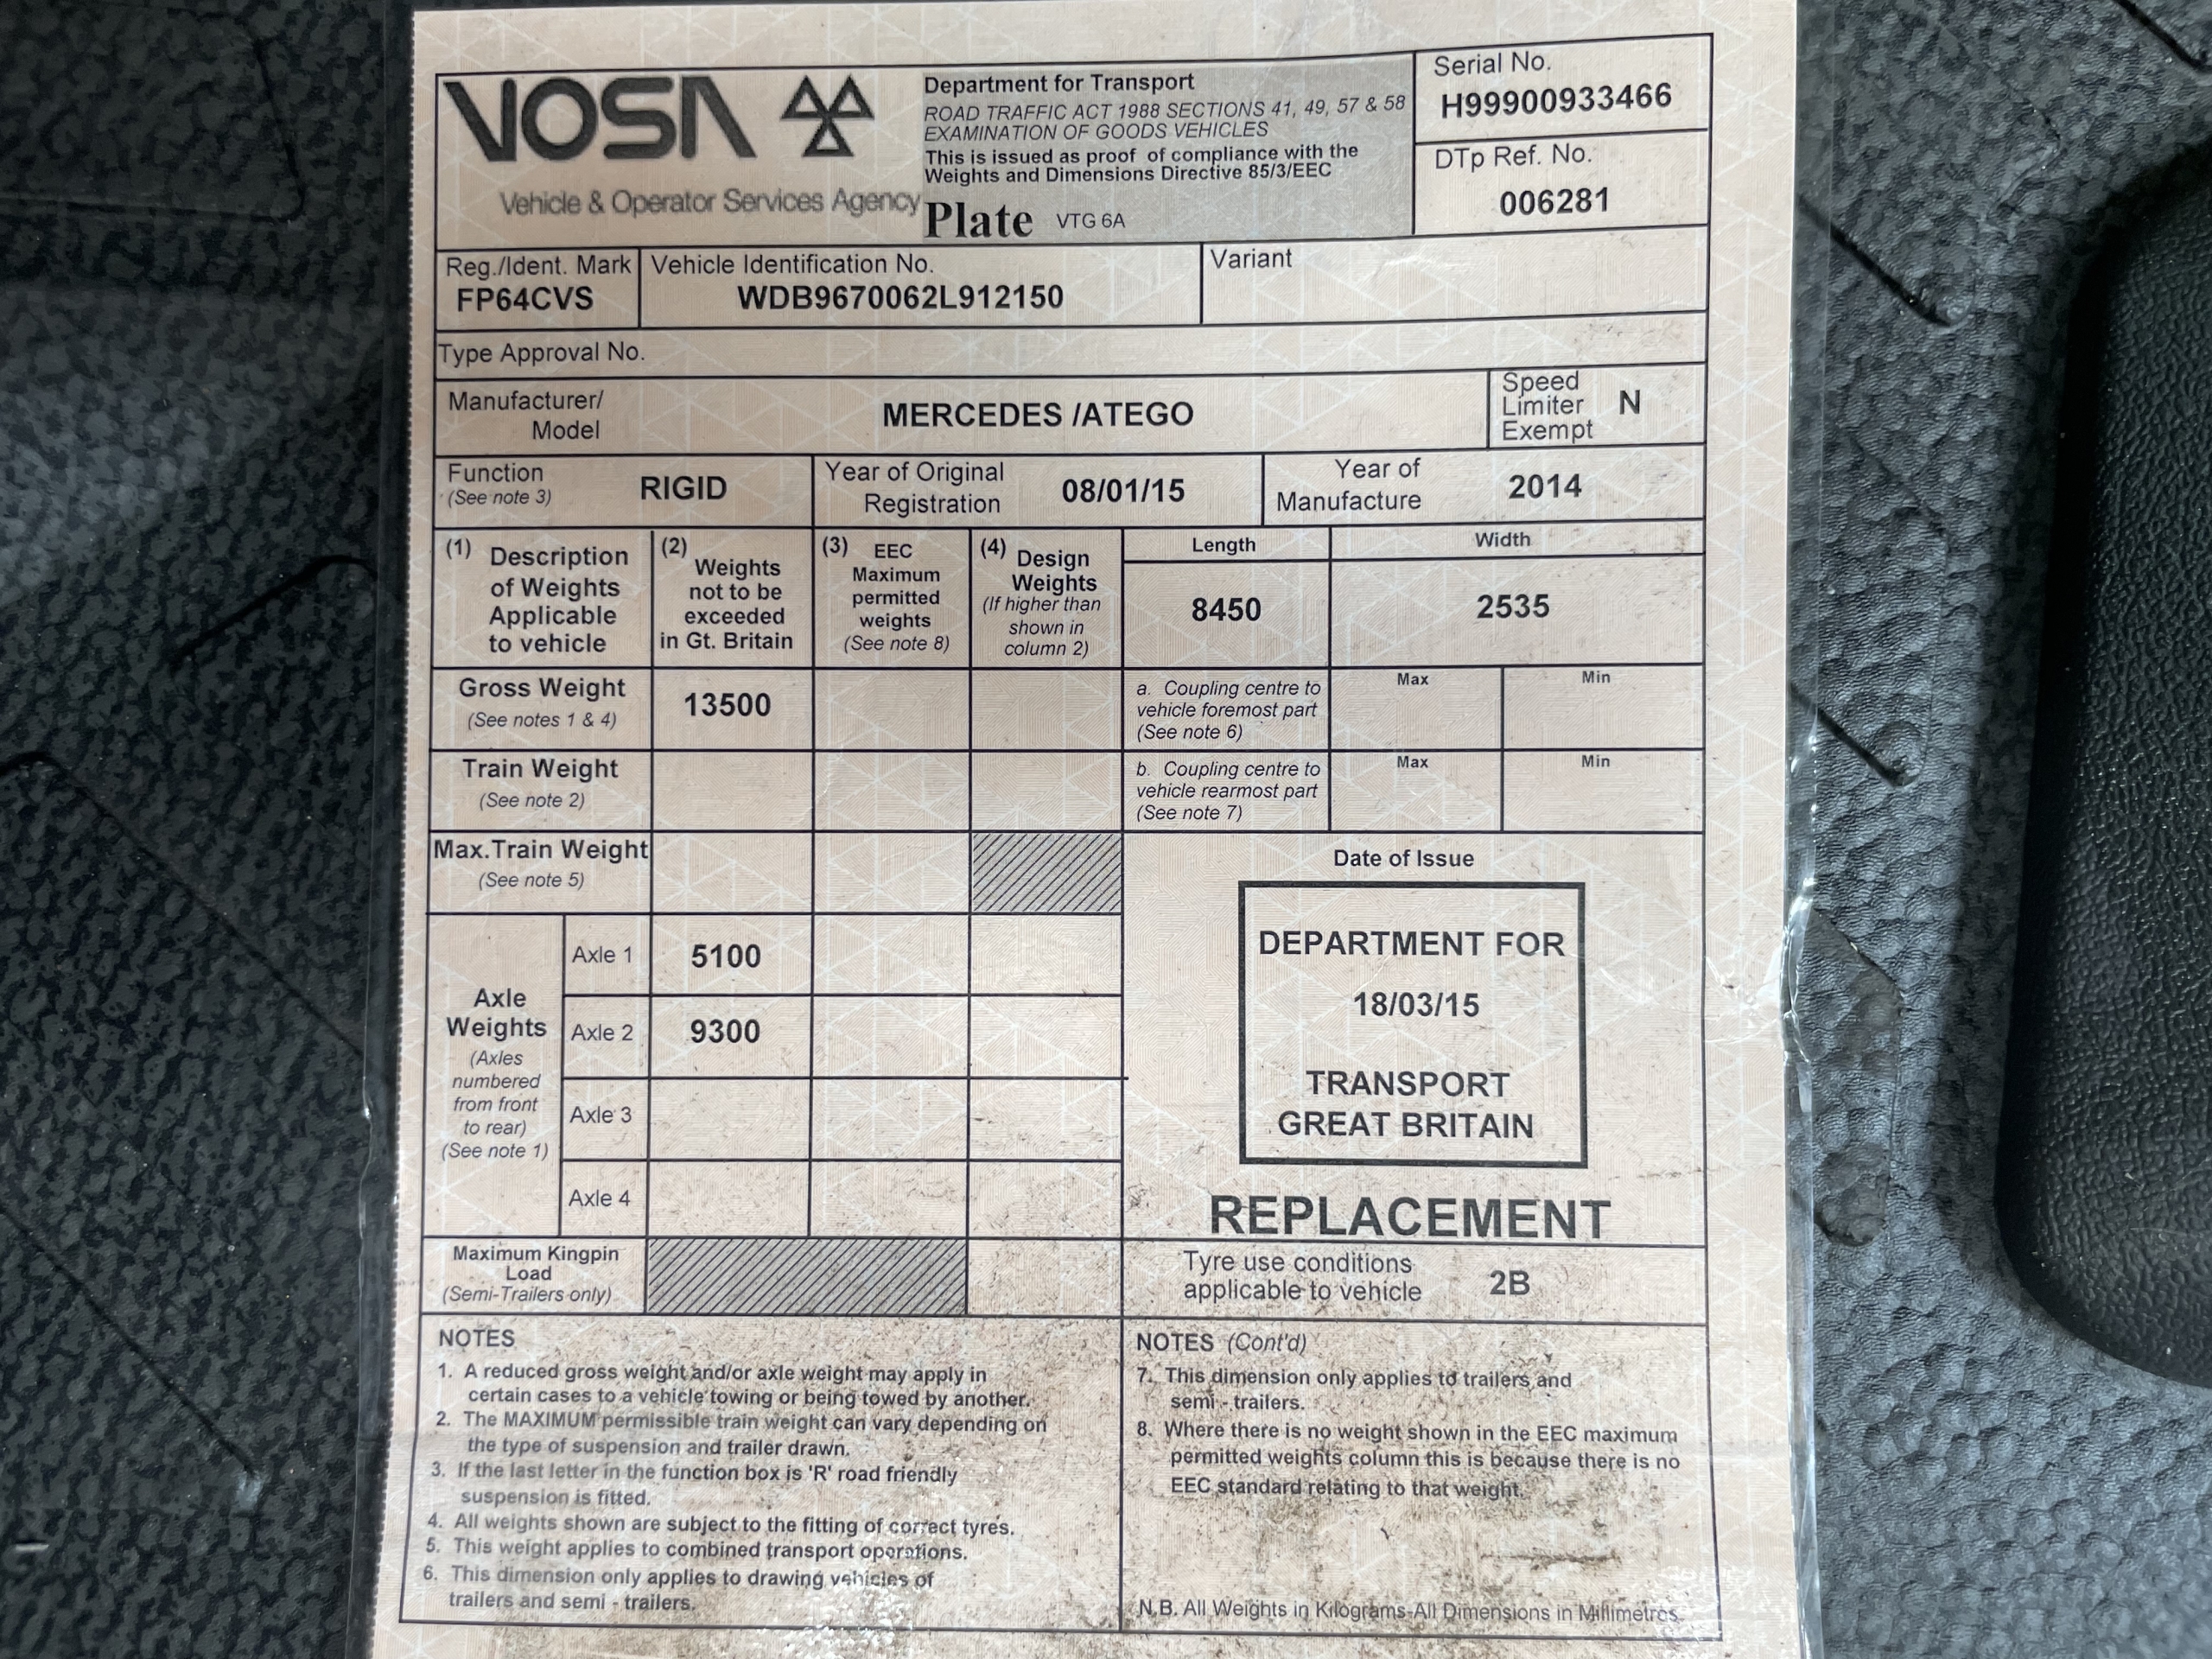 VOSA
Vehicle & Operator Services Agency
Department for Transport
ROAD TRAFFIC ACT 1988 SECTIONS 41, 49, 57 & 58
EXAMINATION OF GOODS VEHICLES
This is issued as proof of compliance with the
Weights and Dimensions Directive 85/3/EEC
Plate VTG 6A
Serial No.
H99900933466
DTp Ref. No.
006281
Reg./Ident. Mark
FP64CVS
Vehicle Identification No.
WDB9670062L912150
Variant
Type Approval No.
Manufacturer/
Model
MERCEDES /ATEGO
Speed
Limiter
Exempt
N
Function
(See note 3)
RIGID
Year of Original
Registration
08/01/15
Year of
Manufacture
2014
(1) Description
of Weights
Applicable
to vehicle
(2) Weights
not to be
exceeded
in Gt. Britain
(3) EEC
Maximum
permitted
weights
(See note 8)
(4) Design
Weights
(If higher than
shown in
column 2)
Length
8450
Width
2535
Gross Weight
(See notes 1 & 4)
13500
a. Coupling centre to
vehicle foremost part
(See note 6)
Max
Min
Train Weight
(See note 2)
b. Coupling centre to
vehicle rearmost part
(See note 7)
Max
Min
Max.Train Weight
(See note 5)
Axle
Weights
(Axles
numbered
from front
to rear)
(See note 1)
Axle 1
5100
Axle 2
9300
Axle 3
Axle 4
Date of Issue
DEPARTMENT FOR
18/03/15
TRANSPORT
GREAT BRITAIN
REPLACEMENT
Maximum Kingpin
Load
(Semi-Trailers only)
Tyre use conditions
applicable to vehicle
2B
NOTES
1. A reduced gross weight and/or axle weight may apply in
certain cases to a vehicle towing or being towed by another.
2. The MAXIMUM permissible train weight can vary depending on
the type of suspension and trailer drawn.
3. If the last letter in the function box is 'R' road friendly
suspension is fitted.
4. All weights shown are subject to the fitting of correct tyres.
5. This weight applies to combined transport operations.
6. This dimension only applies to drawing vehicles of
trailers and semi - trailers.
NOTES (Cont'd)
7. This dimension only applies to trailers and
semi - trailers.
8. Where there is no weight shown in the EEC maximum
permitted weights column this is because there is no
EEC standard relating to that weight.
N.B. All Weights in Kilograms-All Dimensions in Millimetres.